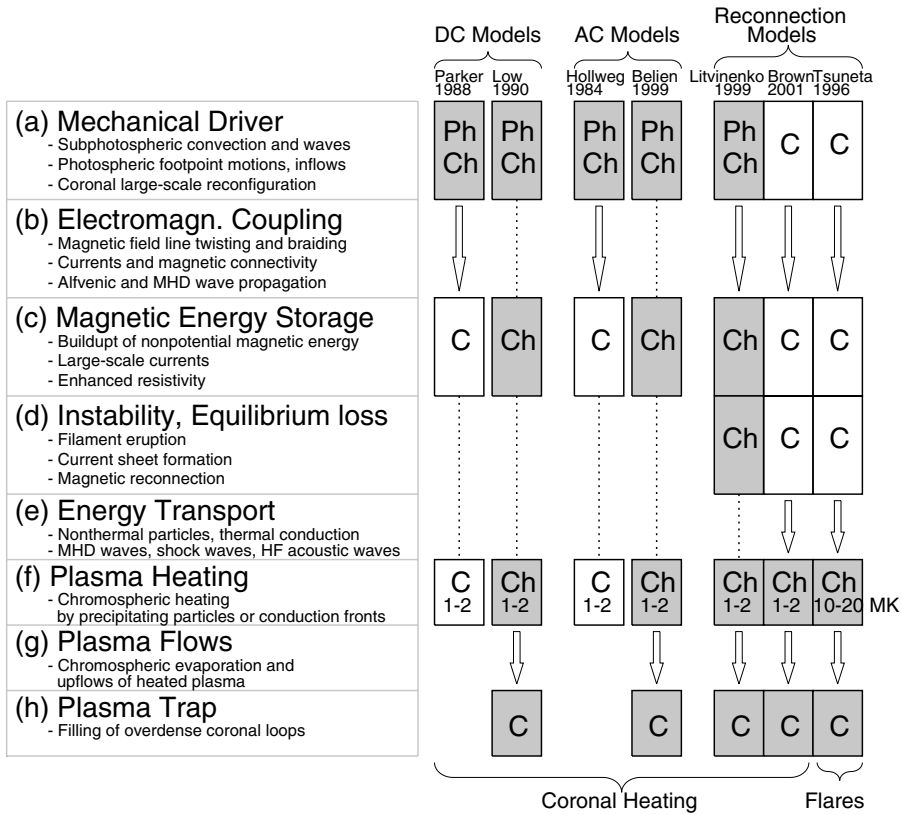 DC Models
AC Models
Reconnection
Models
Parker
1988
Low
1990
Hollweg
1984
Belien
1999
Litvinenko
1999
Brown
2001
Tsuneta
1996
(a) Mechanical Driver
- Subphotospheric convection and waves
- Photospheric footpoint motions, inflows
- Coronal large-scale reconfiguration
Ph
Ch
Ph
Ch
Ph
Ch
Ph
Ch
Ph
Ch
C
C
(b) Electromagn. Coupling
- Magnetic field line twisting and braiding
- Currents and magnetic connectivity
- Alfvenic and MHD wave propagation
(c) Magnetic Energy Storage
- Buildupt of nonpotential magnetic energy
- Large-scale currents
- Enhanced resistivity
C
Ch
C
Ch
Ch
C
C
(d) Instability, Equilibrium loss
- Filament eruption
- Current sheet formation
- Magnetic reconnection
Ch
C
C
(e) Energy Transport
- Nonthermal particles, thermal conduction
- MHD waves, shock waves, HF acoustic waves
(f) Plasma Heating
- Chromospheric heating
by precipitating particles or conduction fronts
C
1-2
Ch
1-2
C
1-2
Ch
1-2
Ch
1-2
Ch
1-2
Ch
10-20 MK
(g) Plasma Flows
- Chromospheric evaporation and
upflows of heated plasma
(h) Plasma Trap
- Filling of overdense coronal loops
C
C
C
C
C
Coronal Heating
Flares